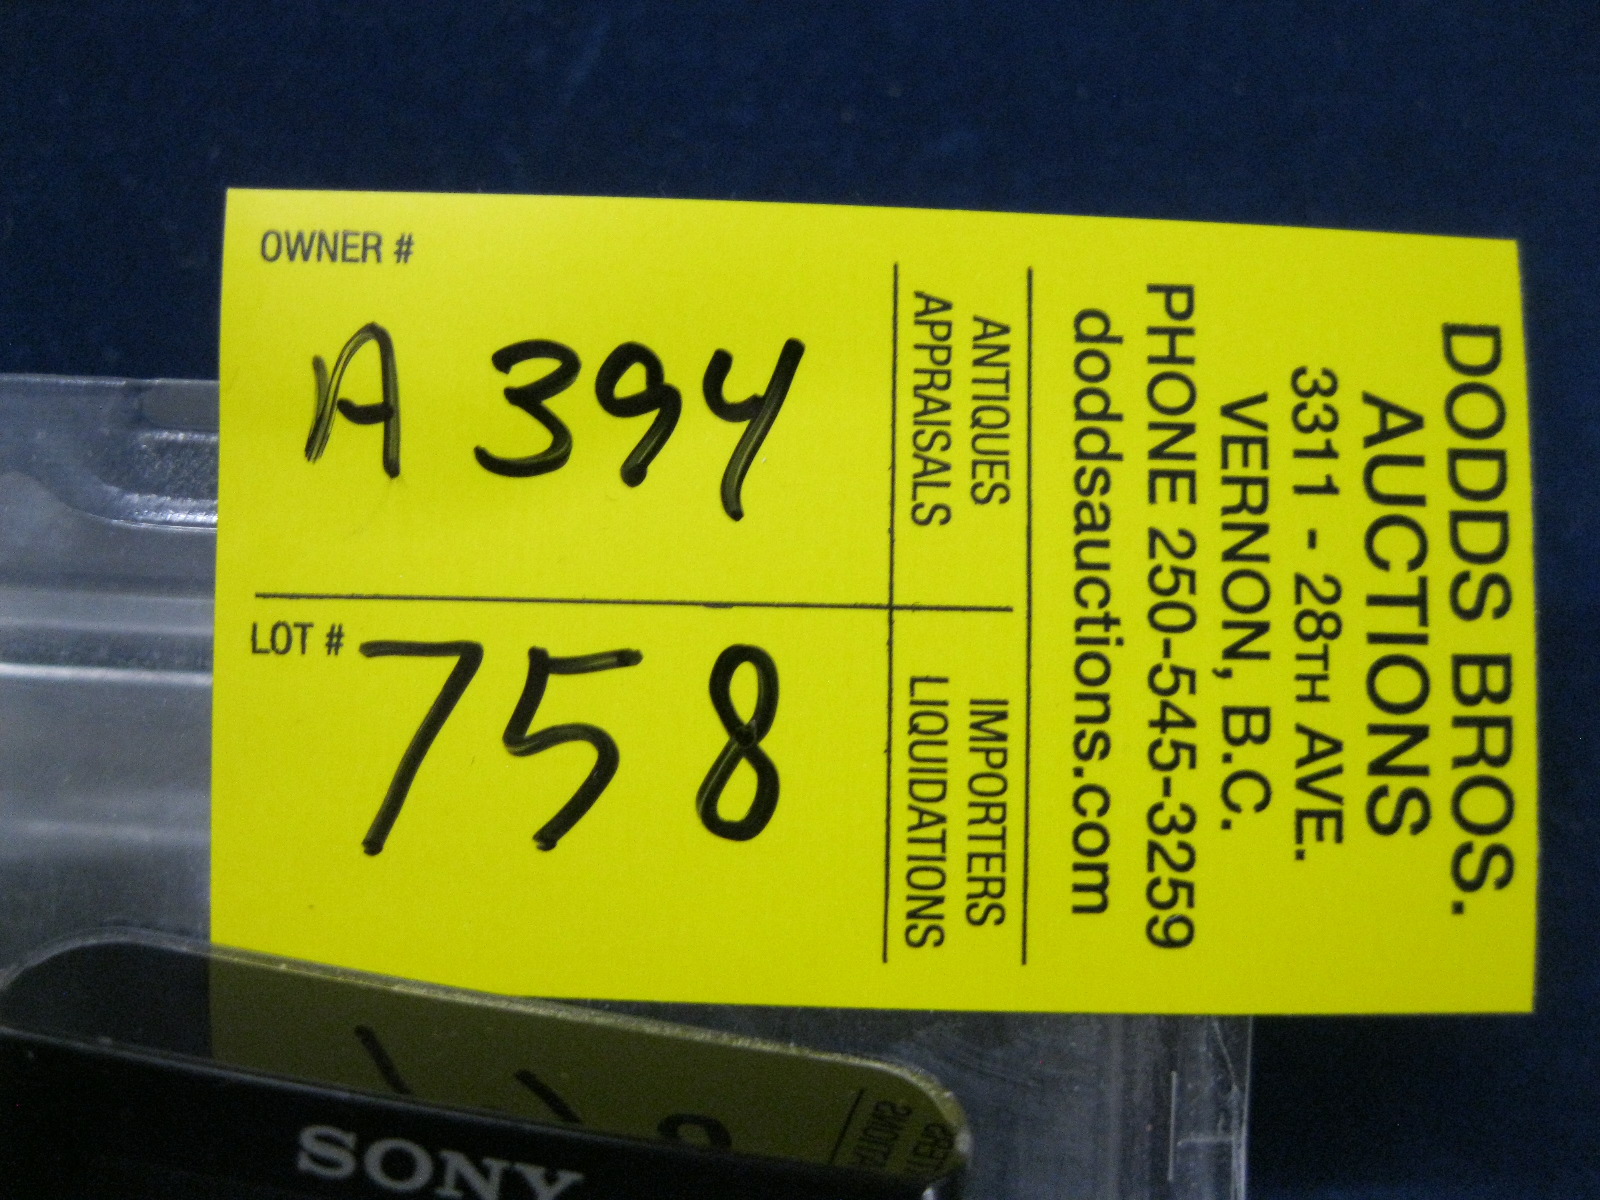 OWNER #
A 394
LOT #
758
DODDS BROS.
AUCTIONS
3311 - 28TH AVE.
VERNON, B.C.
PHONE 250-545-3259
doddsauctions.com
ANTIQUES
APPRAISALS
IMPORTERS
LIQUIDATIONS
SONY